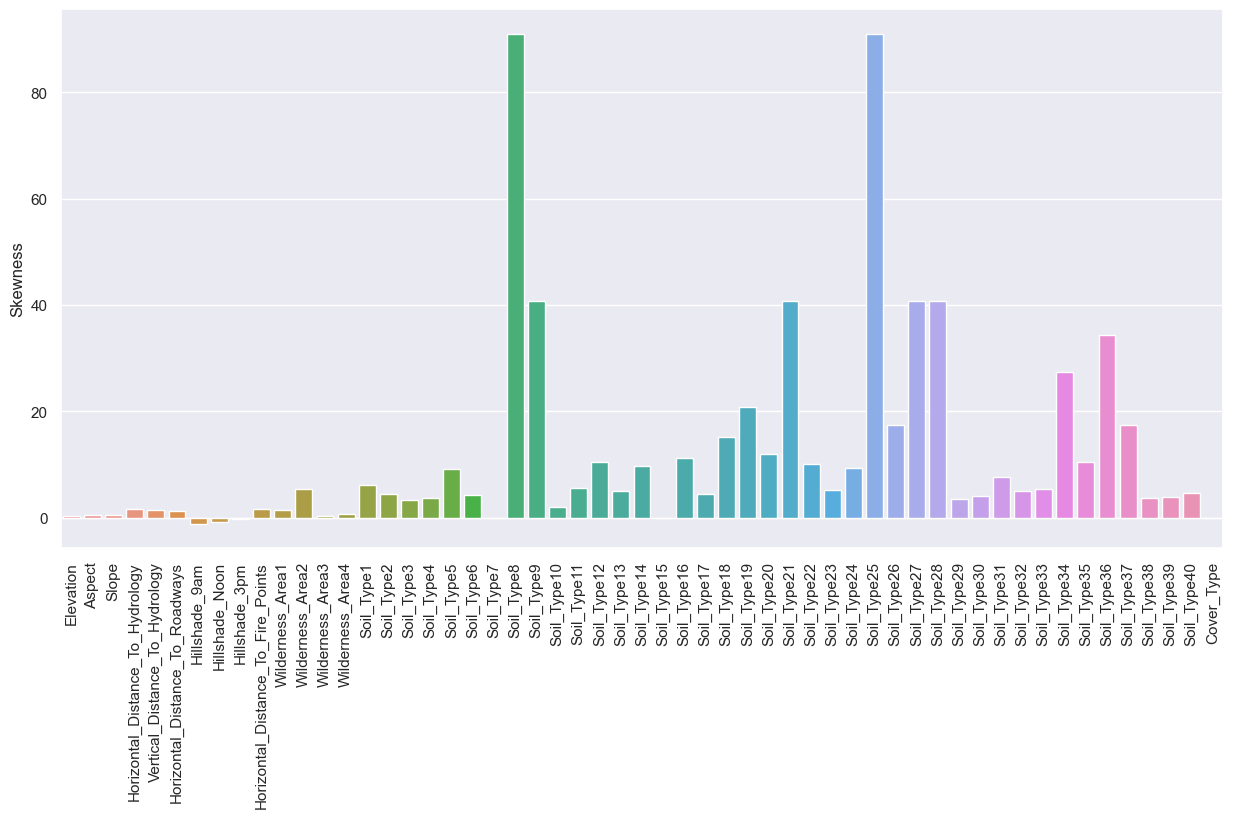 80
60
40
20
0
Skewness
Elevation
Aspect
Slope
Horizontal_Distance_To_Hydrology
Vertical_Distance_To_Hydrology
Horizontal_Distance_To_Roadways
Hillshade_9am
Hillshade_Noon
Hillshade_3pm
Horizontal_Distance_To_Fire_Points
Wilderness_Area1
Wilderness_Area2
Wilderness_Area3
Wilderness_Area4
Soil_Type1
Soil_Type2
Soil_Type3
Soil_Type4
Soil_Type5
Soil_Type6
Soil_Type7
Soil_Type8
Soil_Type9
Soil_Type10
Soil_Type11
Soil_Type12
Soil_Type13
Soil_Type14
Soil_Type15
Soil_Type16
Soil_Type17
Soil_Type18
Soil_Type19
Soil_Type20
Soil_Type21
Soil_Type22
Soil_Type23
Soil_Type24
Soil_Type25
Soil_Type26
Soil_Type27
Soil_Type28
Soil_Type29
Soil_Type30
Soil_Type31
Soil_Type32
Soil_Type33
Soil_Type34
Soil_Type35
Soil_Type36
Soil_Type37
Soil_Type38
Soil_Type39
Soil_Type40
Cover_Type